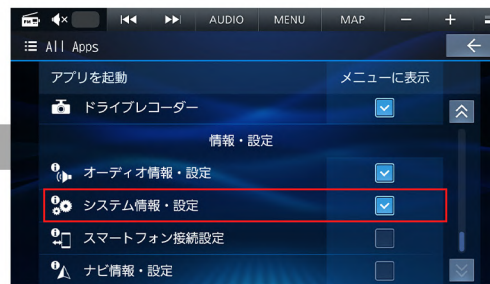 AUDIO MENU MAP － ＋
All Apps
アプリを起動 メニューに表示
ドライブレコーダー
情報・設定
オーディオ情報・設定
システム情報・設定
スマートフォン接続設定
ナビ情報・設定